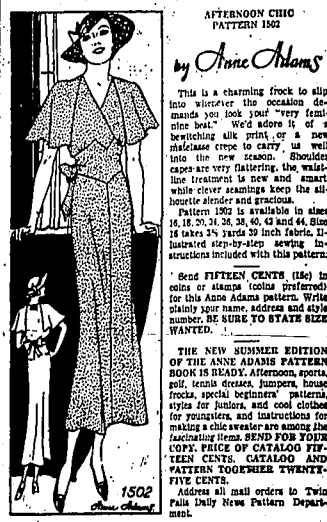 AFTERNOON CHIC
PATTERN 1502
by Anne Adams
This is a charming frock to slip
into whenever the occasion de-
mands you look your "very femi-
nine best." We'd adore it of a
bewitching silk print or a new
matelasse crepe to carry us well
into the new season. Shoulder
capes are very flattering, the waist-
line treatment is new and smart
while clever seamings keep the sil-
houette slender and gracious.
Pattern 1502 is available in sizes
16, 18, 20, 34, 36, 38, 40, 42 and 44. Size
16 takes yards 39 inch fabric. Il-
lustrated step-by-step sewing in-
structions included with this pattern.
Send FIFTEEN CENTS (15c) in
coins or stamps (coins preferred)
for this Anne Adams pattern. Write
plainly your name, address and style
number. BE SURE TO STATE SIZE
WANTED.
THE NEW SUMMER EDITION
OF THE ANNE ADAMS PATTERN
BOOK IS READY. Afternoon, sports,
golf, tennis dresses, jumpers, house
frocks, special beginners' patterns,
styles for juniors, and cool clothes
for youngsters, and instructions for
making a chic sweater are among the
fascinating items. SEND FOR YOUR
COPY. PRICE OF CATALOG FIF-
TEEN CENTS. CATALOG AND
PATTERN TOGETHER TWENTY-
FIVE CENTS.
Address all mail orders to Twin
Falls Daily News Pattern Depart-
ment.
1502
Anne Adams